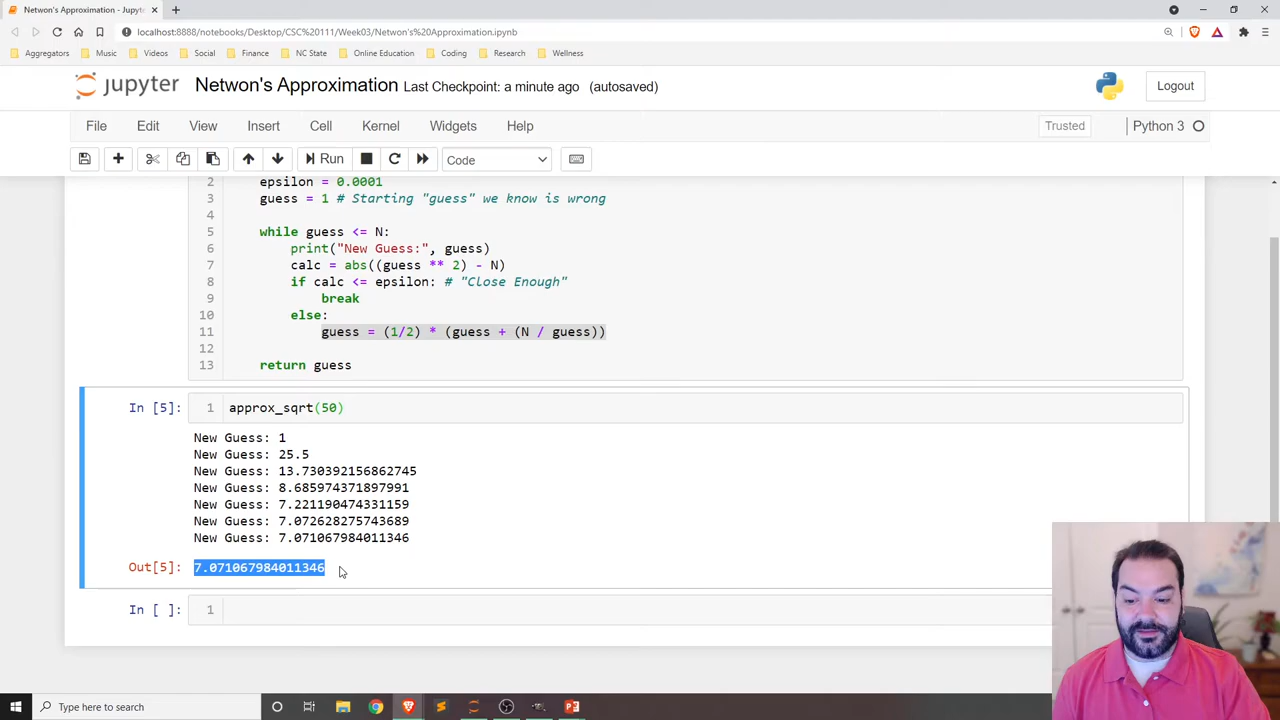 Netwon's Approximation - Jupyter
localhost:8888/notebooks/Desktop/CSC%20111/Week03/Netwon's%20Approximation.ipynb
Aggregators Music Videos Social Finance NC State Online Education Coding Research Wellness
jupyter Netwon's Approximation Last Checkpoint: a minute ago (autosaved) Logout
File Edit View Insert Cell Kernel Widgets Help Trusted Python 3
Run Code
2 epsilon = 0.0001
3 guess = 1 # Starting "guess" we know is wrong
4
5 while guess <= N:
6 print("New Guess:", guess)
7 calc = abs((guess ** 2) - N)
8 if calc <= epsilon: # "Close Enough"
9 break
10 else:
11 guess = (1/2) * (guess + (N / guess))
12
13 return guess
In [5]: 1 approx_sqrt(50)
New Guess: 1
New Guess: 25.5
New Guess: 13.730392156862745
New Guess: 8.685974371897991
New Guess: 7.221190474331159
New Guess: 7.072628275743689
New Guess: 7.071067984011346
Out[5]: 7.071067984011346
In [ ]: 1
Type here to search